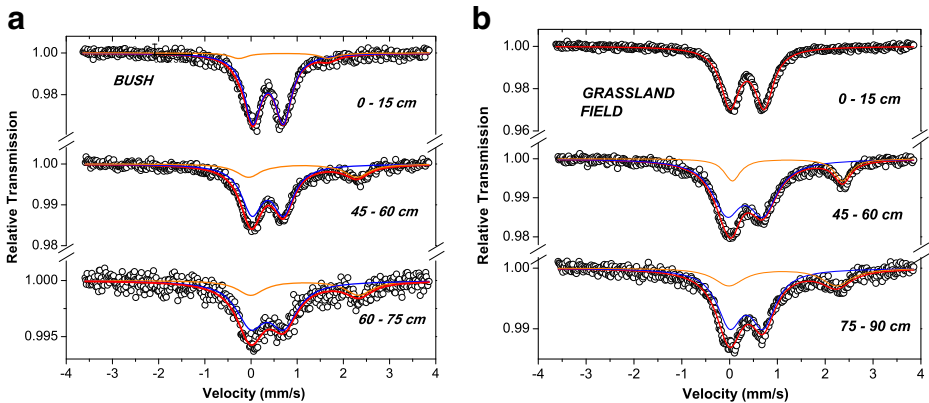 a
BUSH
0 - 15 cm
45 - 60 cm
60 - 75 cm
1.00
0.98
1.00
0.99
0.98
1.000
0.995
Relative Transmission
-4 -3 -2 -1 0 1 2 3 4
Velocity (mm/s)
b
GRASSLAND
FIELD
0 - 15 cm
45 - 60 cm
75 - 90 cm
1.00
0.98
0.96
1.00
0.99
0.98
1.00
0.99
Relative Transmission
-4 -3 -2 -1 0 1 2 3 4
Velocity (mm/s)